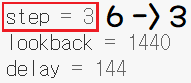 step = 3 6 -> 3
lookback = 1440
delay = 144